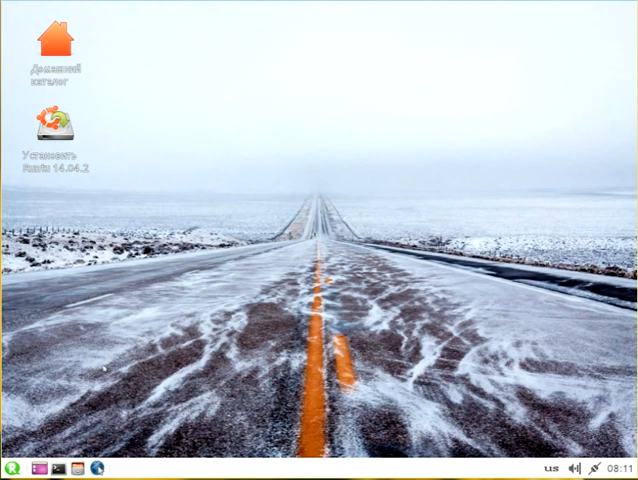 Домашний
каталог
Установить
Runtu 14.04.2
us
08:11